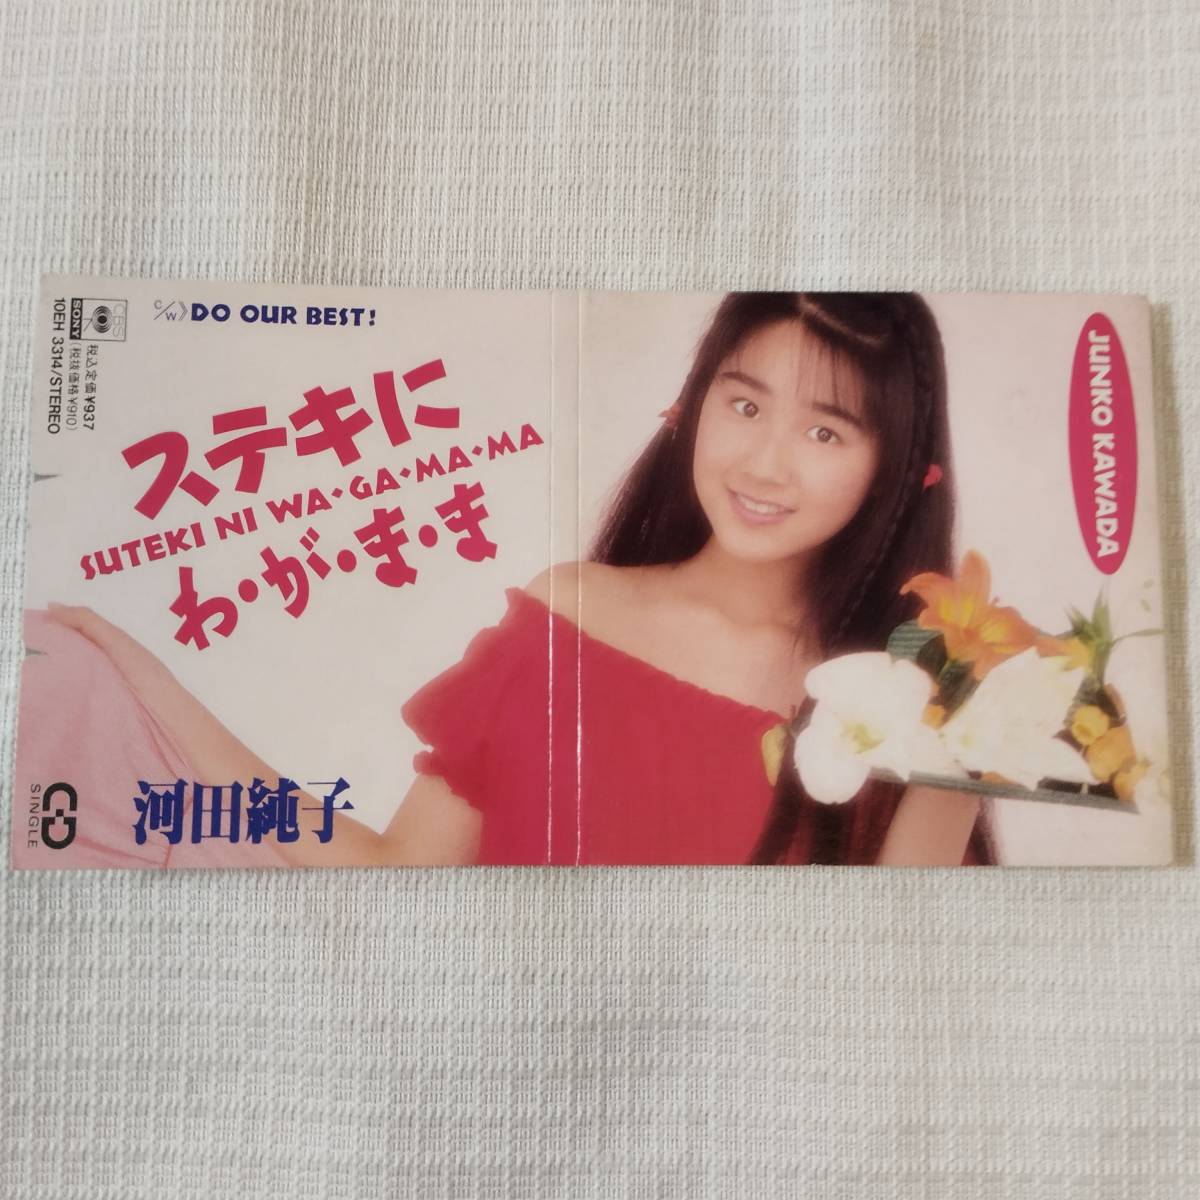 CBS
SONY
税込定価¥937
(税抜価格¥910)
10EH 3314/STEREO
C/W》DO OUR BEST!
ステキに
SUTEKI NI WA・GA・MA・MA
わ・が・ま・ま
河田純子
CD
SINGLE
JUNKO KAWADA